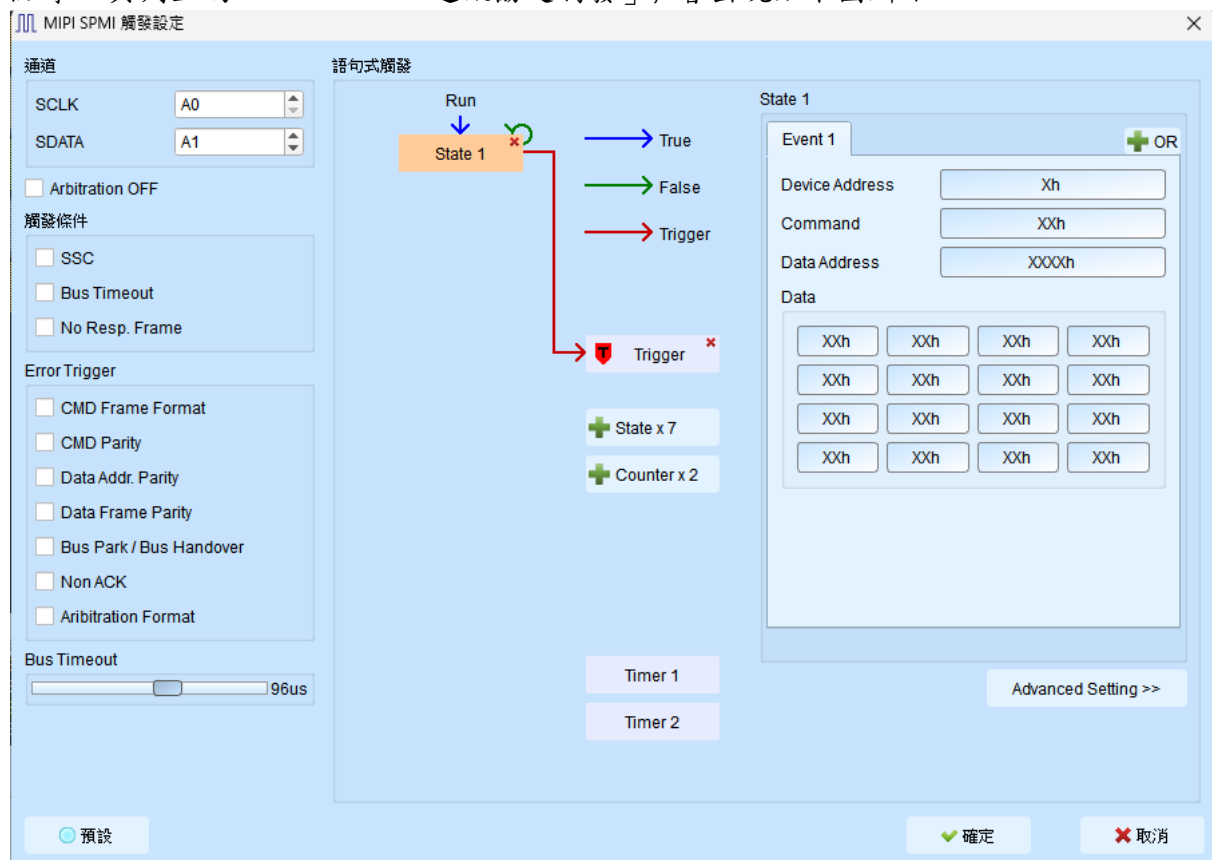 MIPI SPMI 觸發設定
通道
SCLK A0
SDATA A1
Arbitration OFF
觸發條件
SSC
Bus Timeout
No Resp. Frame
Error Trigger
CMD Frame Format
CMD Parity
Data Addr. Parity
Data Frame Parity
Bus Park / Bus Handover
Non ACK
Aribitration Format
Bus Timeout
96us
語句式觸發
Run
State 1
True
False
Trigger
T Trigger
State x 7
Counter x 2
Timer 1
Timer 2
State 1
Event 1
OR
Device Address Xh
Command XXh
Data Address XXXXh
Data
XXh XXh XXh XXh
XXh XXh XXh XXh
XXh XXh XXh XXh
XXh XXh XXh XXh
Advanced Setting >>
預設
確定
取消